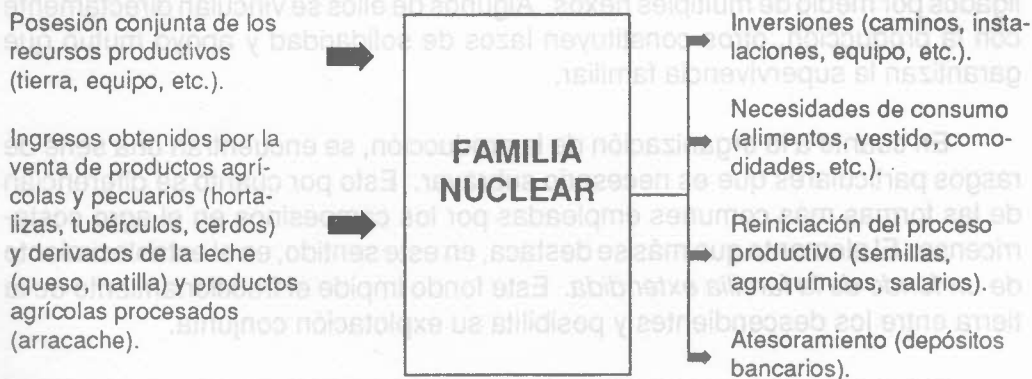 Posesión conjunta de los
recursos productivos
(tierra, equipo, etc.).
Ingresos obtenidos por la
venta de productos agrí-
colas y pecuarios (horta-
lizas, tubérculos, cerdos)
y derivados de la leche
(queso, natilla) y productos
agrícolas procesados
(arracache).
FAMILIA
NUCLEAR
Inversiones (caminos, insta-
laciones, equipo, etc.).
Necesidades de consumo
(alimentos, vestido, como-
didades, etc.).
Reiniciación del proceso
productivo (semillas,
agroquímicos, salarios).
Atesoramiento (depósitos
bancarios).